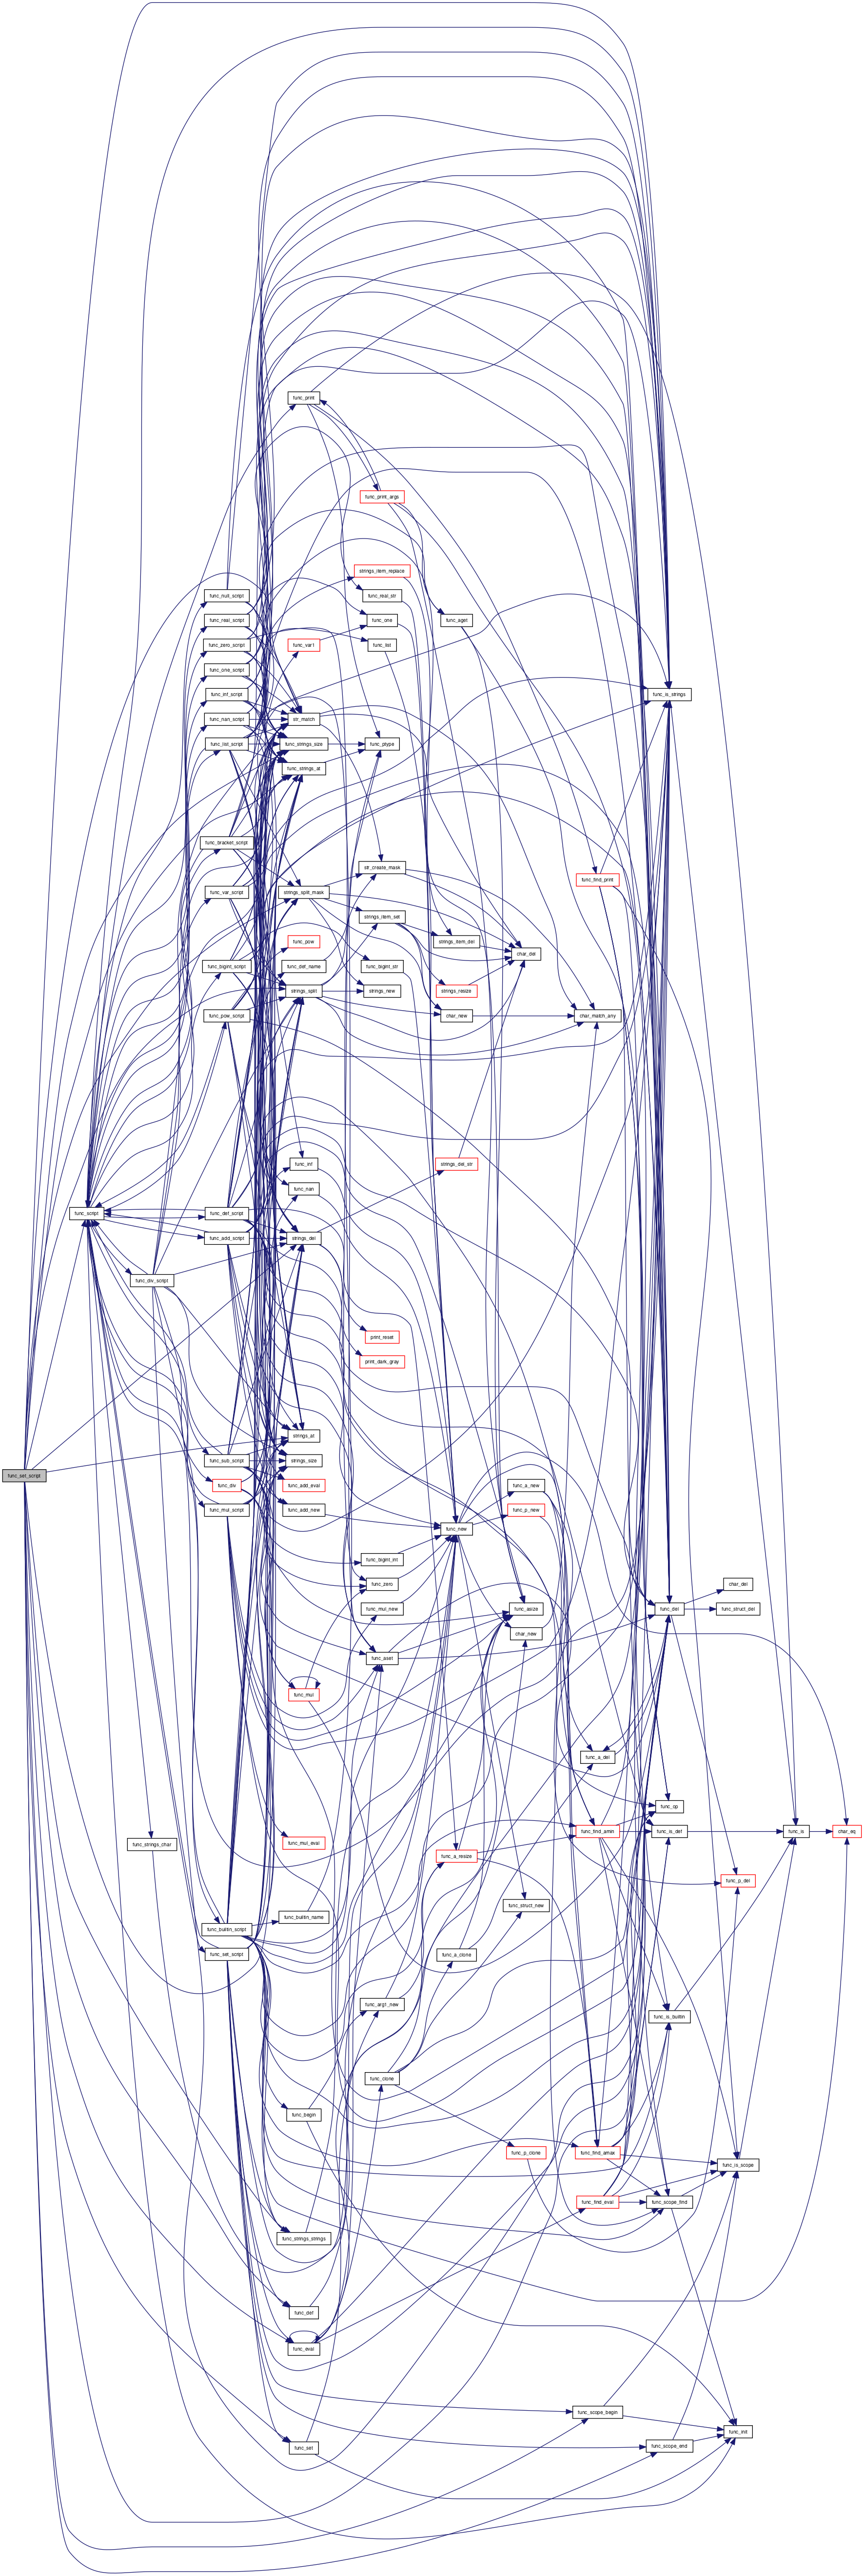 func_print
func_print_args
strings_item_replace
func_null_script
func_real_str
func_real_script
func_one
func_aget
func_zero_script
func_var1
func_list
func_one_script
func_inf_script
func_is_strings
func_nan_script
str_match
func_list_script
func_strings_size
func_ptype
func_strings_at
func_bracket_script
str_create_mask
func_find_print
func_var_script
strings_split_mask
strings_item_set
func_pow
strings_item_del
char_del
func_bigint_script
func_det_name
func_bigint_str
strings_split
strings_new
strings_resize
func_pow_script
char_new
char_match_any
func_inf
strings_del_str
func_nan
func_script
func_def_script
func_add_script
strings_del
func_div_script
print_reset
print_dark_gray
strings_at
func_set_script
func_sub_script
strings_size
func_div
func_add_eval
func_a_new
func_mul_script
func_add_new
func_p_new
func_new
func_bigint_int
func_zero
char_del
func_mul_new
func_asize
func_del
func_struct_del
char_new
func_aset
func_mul
func_a_del
func_op
func_strings_char
func_mul_eval
func_a_resize
func_find_amin
func_is_def
func_is
char_eq
func_p_del
func_struct_new
func_builtin_script
func_builtin_name
func_set_script
func_a_clone
func_arg1_new
func_is_builtin
func_clone
func_begin
func_p_clone
func_find_amax
func_is_scope
func_find_eval
func_scope_find
func_strings_strings
func_def
func_eval
func_scope_begin
func_init
func_set
func_scope_end